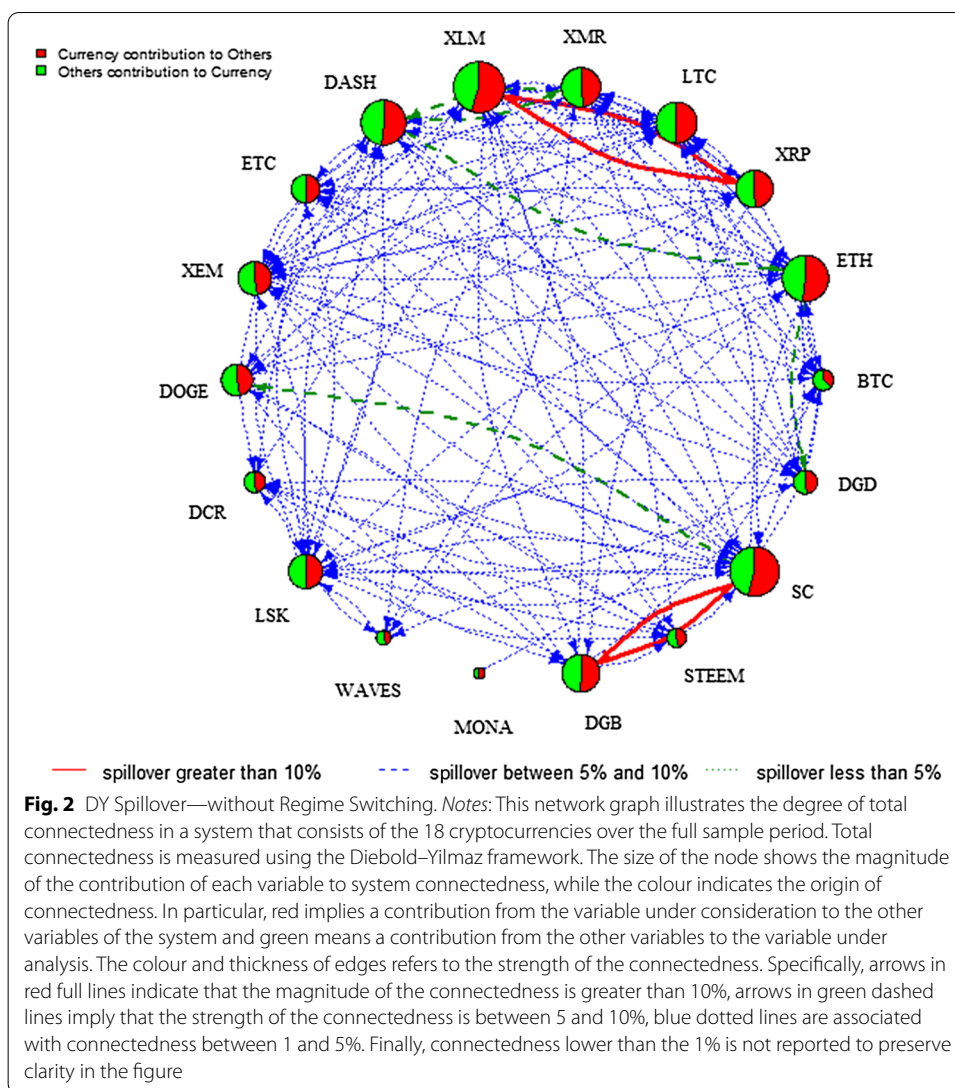 Currency contribution to Others
Others contribution to Currency
XLM
XMR
LTC
DASH
XRP
ETC
ETH
XEM
BTC
DOGE
DGD
DCR
SC
LSK
STEEM
WAVES
DGB
MONA
spillover greater than 10%
spillover between 5% and 10%
spillover less than 5%
Fig. 2 DY Spillover—without Regime Switching. Notes: This network graph illustrates the degree of total
connectedness in a system that consists of the 18 cryptocurrencies over the full sample period. Total
connectedness is measured using the Diebold–Yilmaz framework. The size of the node shows the magnitude
of the contribution of each variable to system connectedness, while the colour indicates the origin of
connectedness. In particular, red implies a contribution from the variable under consideration to the other
variables of the system and green means a contribution from the other variables to the variable under
analysis. The colour and thickness of edges refers to the strength of the connectedness. Specifically, arrows in
red full lines indicate that the magnitude of the connectedness is greater than 10%, arrows in green dashed
lines imply that the strength of the connectedness is between 5 and 10%, blue dotted lines are associated
with connectedness between 1 and 5%. Finally, connectedness lower than the 1% is not reported to preserve
clarity in the figure